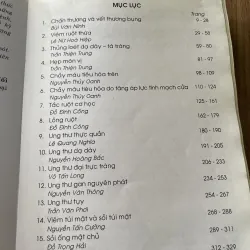 MỤC LỤC
Trang
1. Chấn thương và vết thương bụng 9 - 28
Bùi Văn Ninh
2. Viêm ruột thừa 29 - 50
Lê Nữ Hoà Hiệp
3. Thủng loét dạ dày – tá tràng 51 - 80
Trần Thiện Trung
4. Hẹp môn vị 81 - 97
Trần Thiện Trung
5. Chảy máu tiêu hóa trên 98 - 109
Nguyễn Thúy Oanh
6. Chảy máu tiêu hóa do tăng áp lực tĩnh mạch cửa 110 - 124
Nguyễn Thúy Oanh
7. Tắc ruột cơ học 125 - 161
Đỗ Đình Công
8. Lồng ruột 162 - 179
Đỗ Đình Công
9. Ung thư thực quản 180 - 190
Lê Quang Nghĩa
10. Ung thư dạ dày 191 - 205
Nguyễn Hoàng Bắc
11. Ung thư đại trực tràng 206 - 233
Võ Tấn Long
12. Ung thư gan nguyên phát 234 - 253
Nguyễn Văn Thông
13. Ung thư tụy 254 - 267
Trần Văn Phơi
14. Viêm túi mật và sỏi túi mật 268 - 288
Nguyễn Tấn Cường
15. Sỏi ống mật chủ 289 - 311
Đỗ Trọng Hải
312 - 329